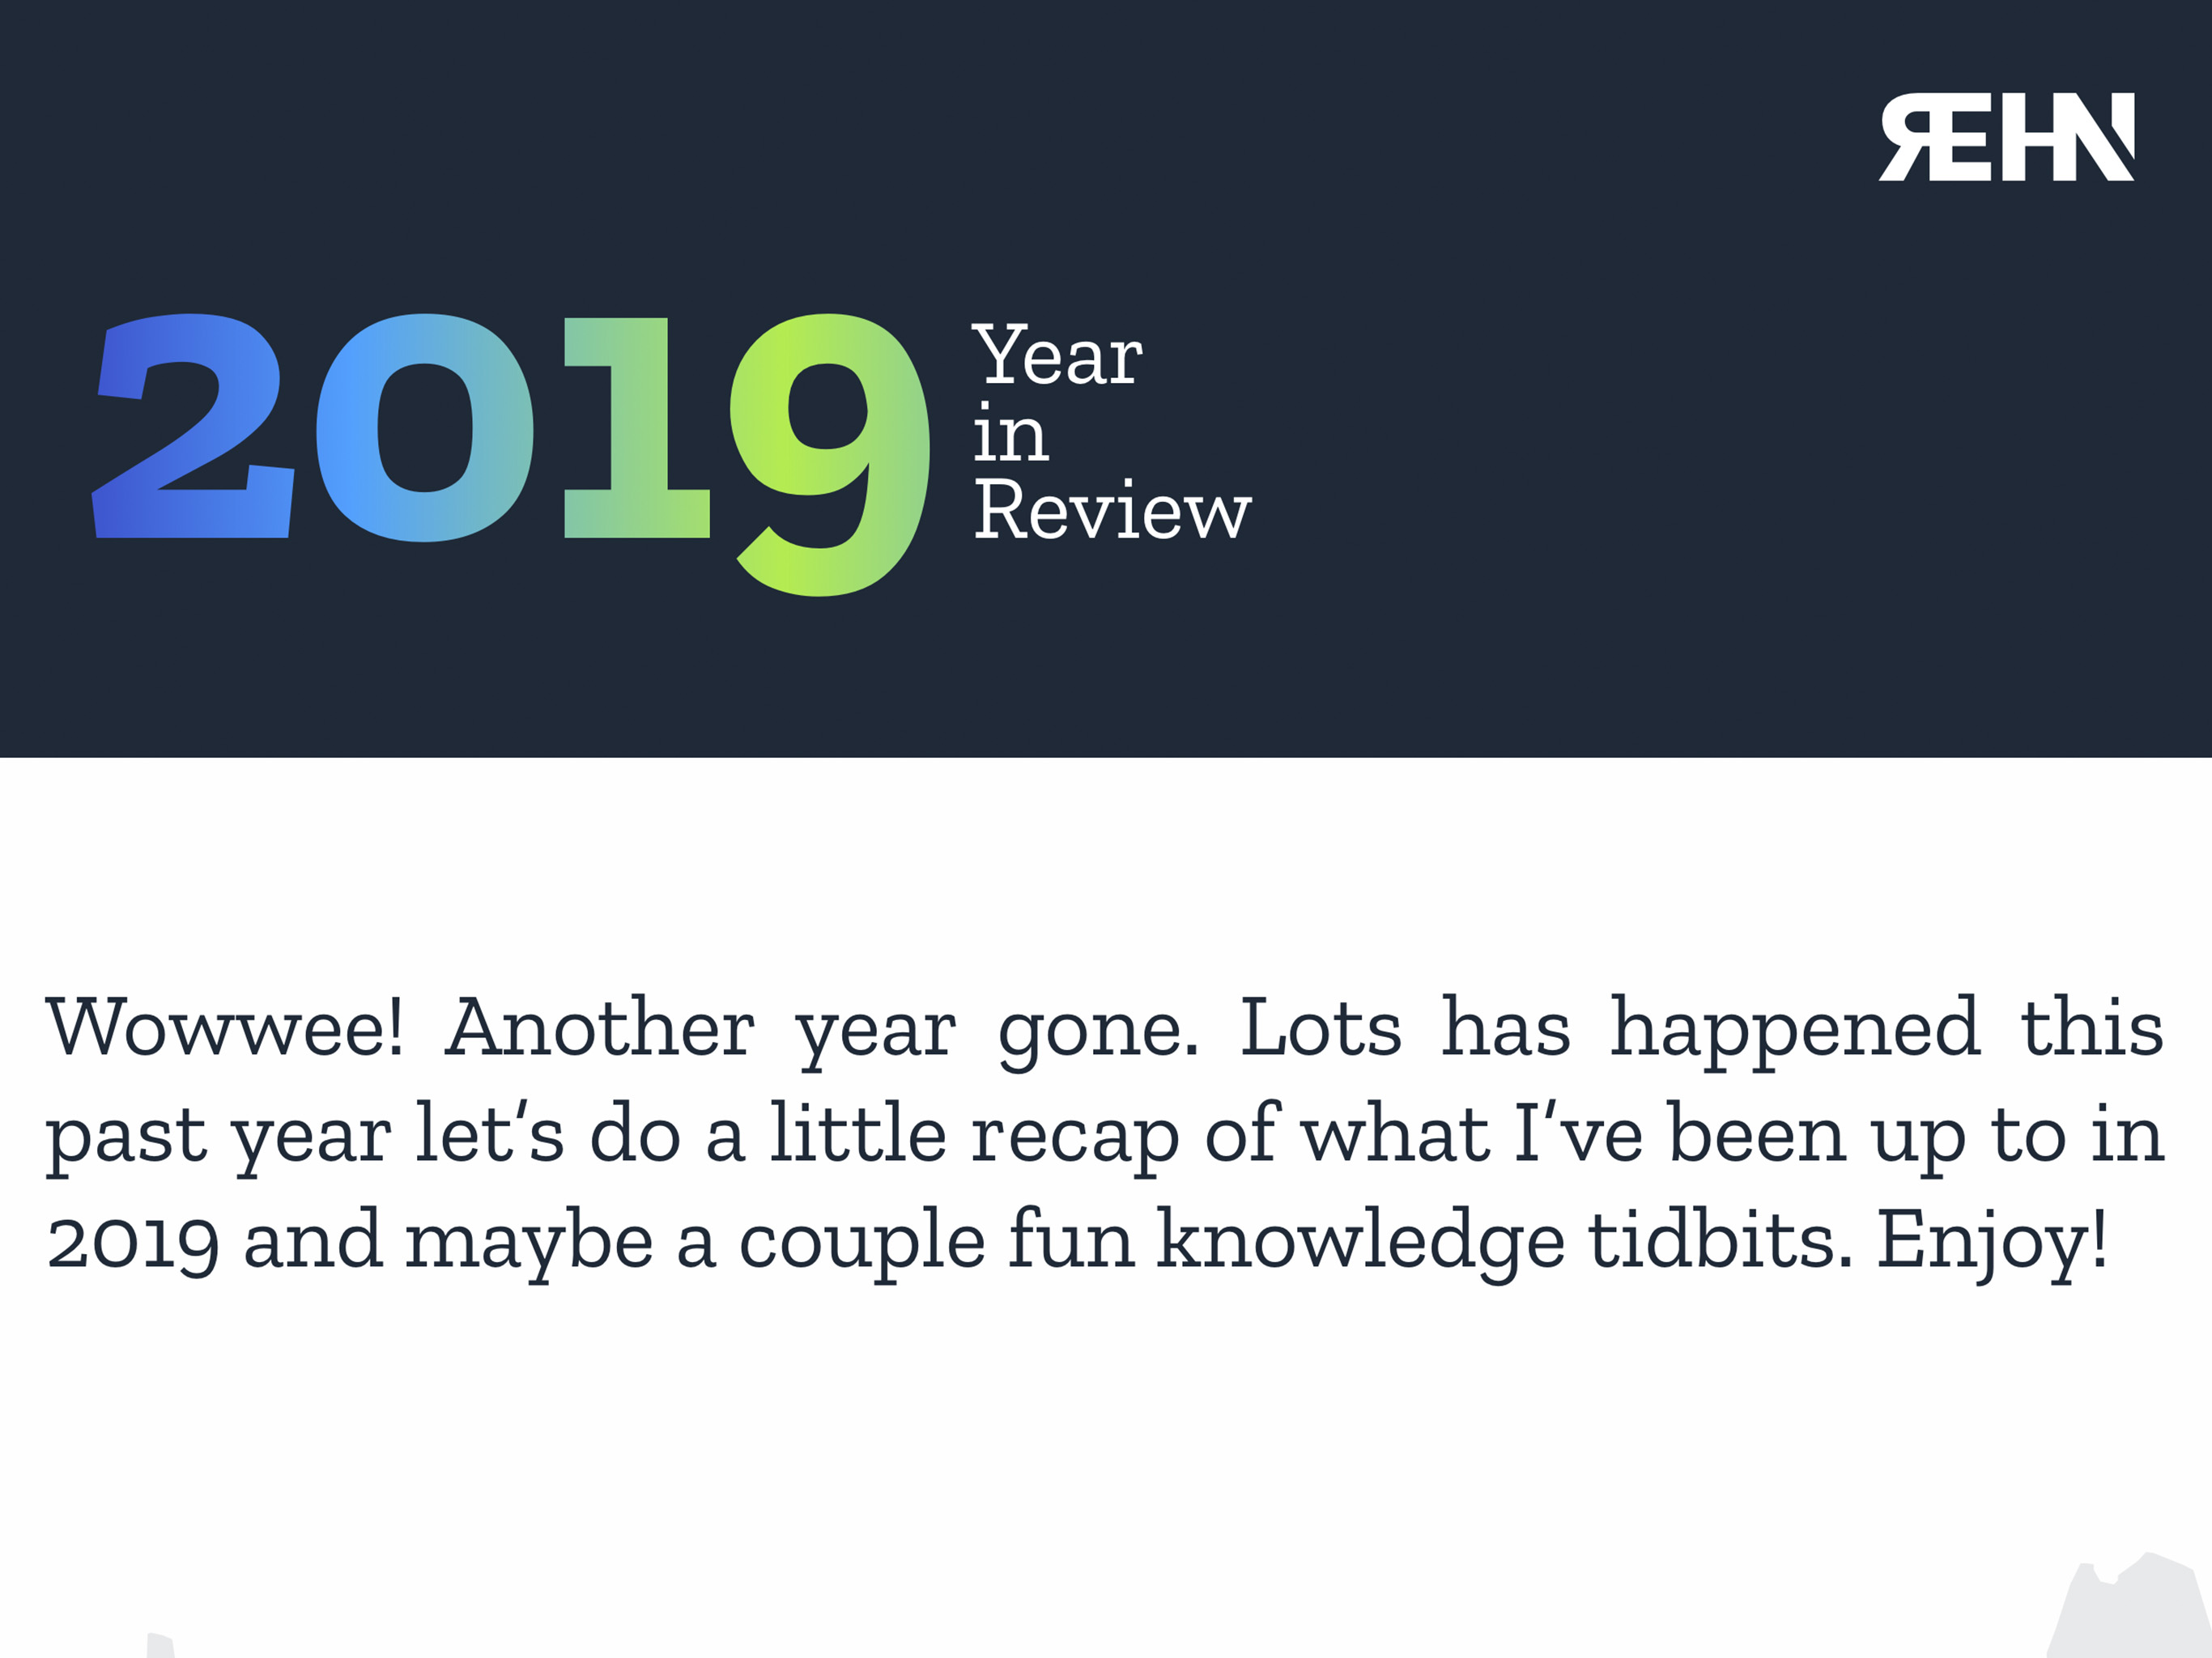 REHN
2019
Year
in
Review
Wowwee! Another year gone. Lots has happened this
past year let’s do a little recap of what I‘ve been up to in
2019 and maybe a couple fun knowledge tidbits. Enjoy!